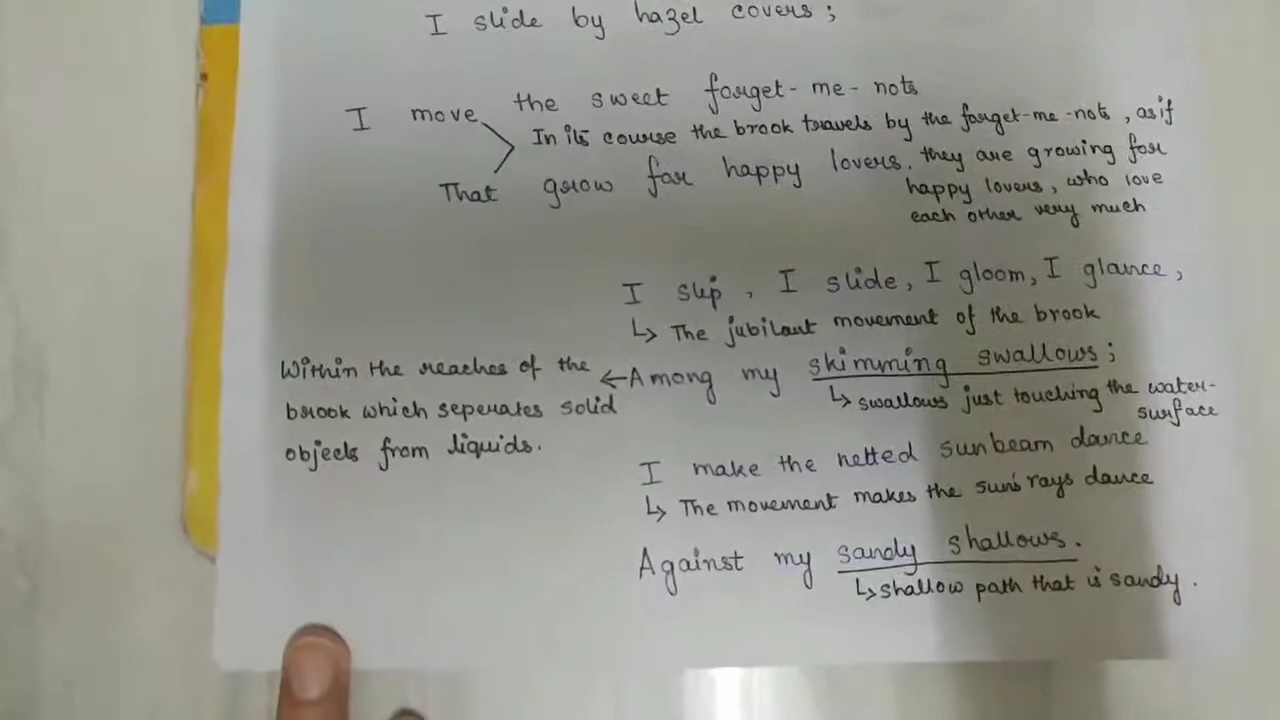 I slide by hazel covers;
I move the sweet forget-me-nots
In its course the brook travels by the forget-me-nots, as if
That grow for happy lovers. they are growing for
happy lovers, who love
each other very much
I slip, I slide, I gloom, I glance,
↳ The jubilant movement of the brook
Within the reaches of the
brook which seperates solid
objects from liquids.
← Among my skimming swallows;
↳ swallows just touching the water-
surface
I make the netted sunbeam dance
↳ The movement makes the sun's rays dance
Against my sandy shallows.
↳ shallow path that is sandy.